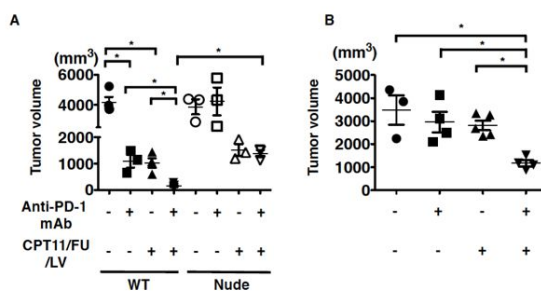 A
(mm3)
* * * * * *
Tumor volume
6000
4000
2000
2000
1000
0
Anti-PD-1 mAb - + - + - + - +
CPT11/FU /LV - - + + - - + +
WT Nude
B
(mm3)
* * *
Tumor volume
5000
4000
3000
2000
1000
0
- + - +
- - + +